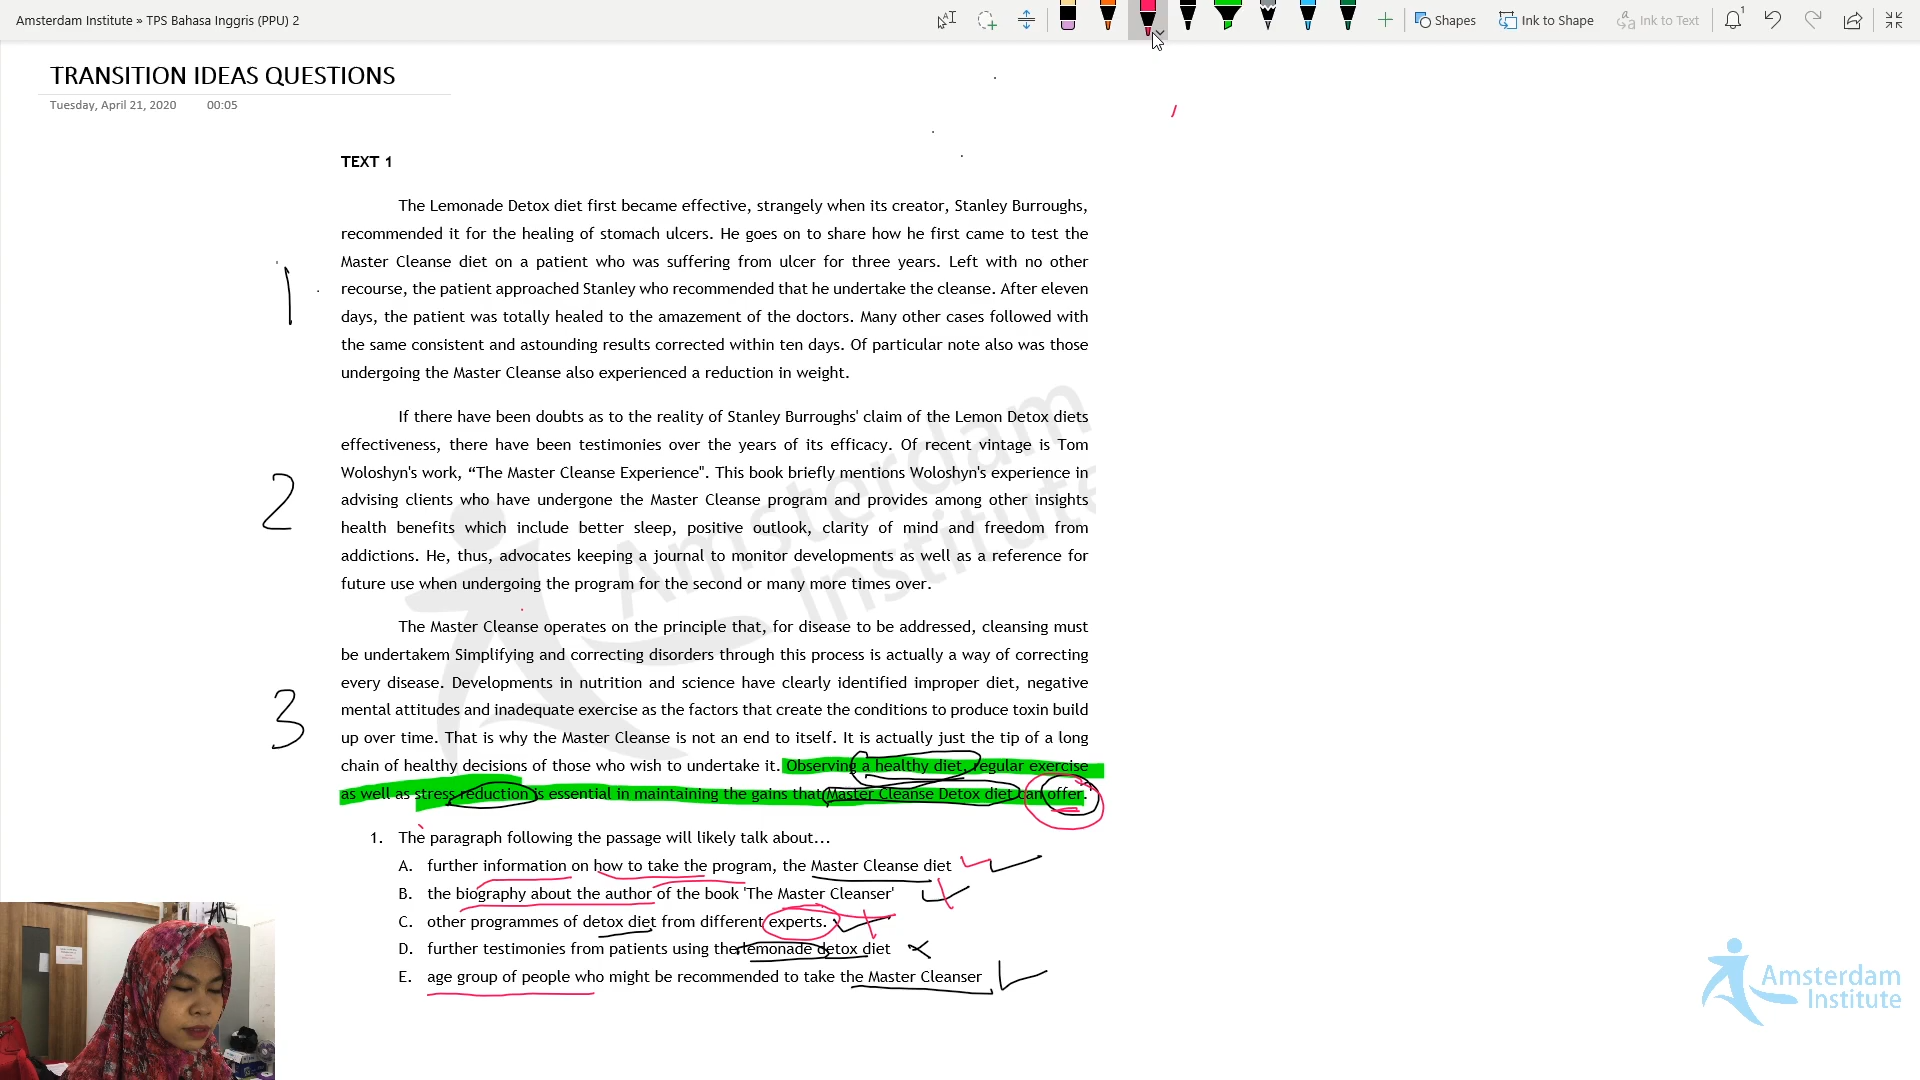 Amsterdam Institute » TPS Bahasa Inggris (PPU) 2
Shapes
Ink to Shape
Ink to Text
1
TRANSITION IDEAS QUESTIONS
Tuesday, April 21, 2020 00:05
TEXT 1
The Lemonade Detox diet first became effective, strangely when its creator, Stanley Burroughs,
recommended it for the healing of stomach ulcers. He goes on to share how he first came to test the
Master Cleanse diet on a patient who was suffering from ulcer for three years. Left with no other
recourse, the patient approached Stanley who recommended that he undertake the cleanse. After eleven
days, the patient was totally healed to the amazement of the doctors. Many other cases followed with
the same consistent and astounding results corrected within ten days. Of particular note also was those
undergoing the Master Cleanse also experienced a reduction in weight.
1
If there have been doubts as to the reality of Stanley Burroughs' claim of the Lemon Detox diets
effectiveness, there have been testimonies over the years of its efficacy. Of recent vintage is Tom
Woloshyn's work, “The Master Cleanse Experience". This book briefly mentions Woloshyn's experience in
advising clients who have undergone the Master Cleanse program and provides among other insights
health benefits which include better sleep, positive outlook, clarity of mind and freedom from
addictions. He, thus, advocates keeping a journal to monitor developments as well as a reference for
future use when undergoing the program for the second or many more times over.
2
The Master Cleanse operates on the principle that, for disease to be addressed, cleansing must
be undertakem Simplifying and correcting disorders through this process is actually a way of correcting
every disease. Developments in nutrition and science have clearly identified improper diet, negative
mental attitudes and inadequate exercise as the factors that create the conditions to produce toxin build
up over time. That is why the Master Cleanse is not an end to itself. It is actually just the tip of a long
chain of healthy decisions of those who wish to undertake it. Observing a healthy diet, regular exercise
as well as stress reduction is essential in maintaining the gains that Master Cleanse Detox diet can offer.
3
1. The paragraph following the passage will likely talk about...
A. further information on how to take the program, the Master Cleanse diet
B. the biography about the author of the book 'The Master Cleanser'
C. other programmes of detox diet from different experts.
D. further testimonies from patients using the lemonade detox diet
E. age group of people who might be recommended to take the Master Cleanser
Amsterdam
Institute
Amsterdam
Institute